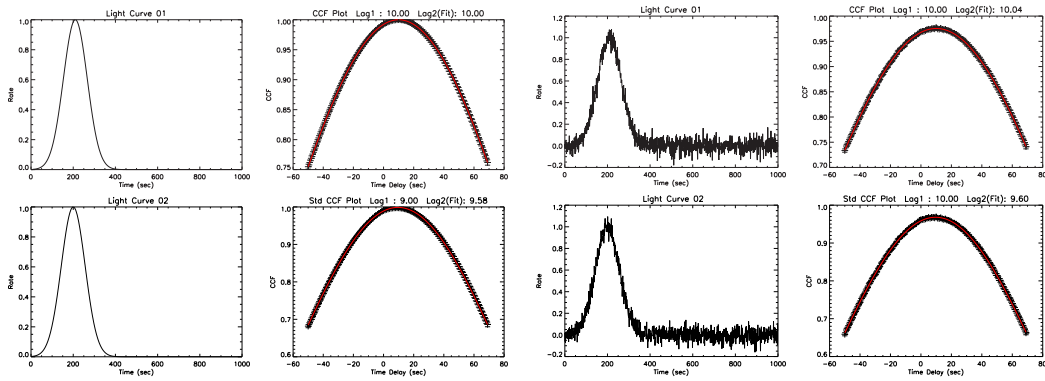 Light Curve 01
Rate
1.0
0.8
0.6
0.4
0.2
0.0
0 200 400 600 800 1000
Time (sec)
CCF Plot Lag1 : 10.00 Lag2(Fit): 10.00
CCF
1.00
0.95
0.90
0.85
0.80
0.75
−60 −40 −20 0 20 40 60 80
Time Delay (sec)
Light Curve 01
Rate
1.2
1.0
0.8
0.6
0.4
0.2
0.0
−0.2
0 200 400 600 800 1000
Time (sec)
CCF Plot Lag1 : 10.00 Lag2(Fit): 10.04
CCF
1.00
0.95
0.90
0.85
0.80
0.75
0.70
−60 −40 −20 0 20 40 60 80
Time Delay (sec)
Light Curve 02
Rate
1.0
0.8
0.6
0.4
0.2
0.0
0 200 400 600 800 1000
Time (sec)
Std CCF Plot Lag1 : 9.00 Lag2(Fit): 9.58
CCF
1.0
0.9
0.8
0.7
0.6
−60 −40 −20 0 20 40 60 80
Time Delay (sec)
Light Curve 02
Rate
1.2
1.0
0.8
0.6
0.4
0.2
0.0
−0.2
0 200 400 600 800 1000
Time (sec)
Std CCF Plot Lag1 : 10.00 Lag2(Fit): 9.60
CCF
1.0
0.9
0.8
0.7
0.6
−60 −40 −20 0 20 40 60 80
Time Delay (sec)